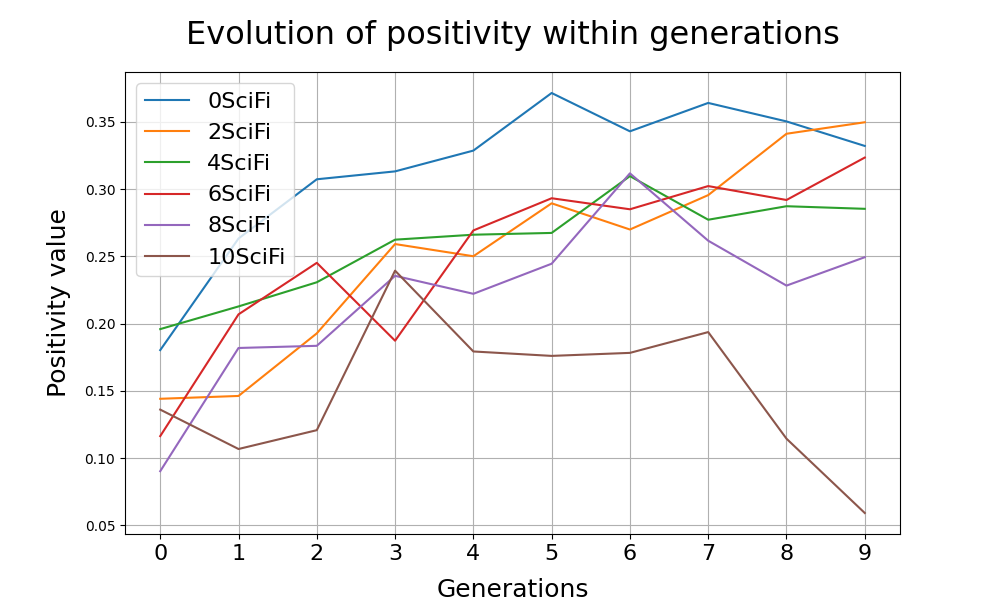 Evolution of positivity within generations
0SciFi
2SciFi
4SciFi
6SciFi
8SciFi
10SciFi
Positivity value
0.35
0.30
0.25
0.20
0.15
0.10
0.05
0 1 2 3 4 5 6 7 8 9
Generations